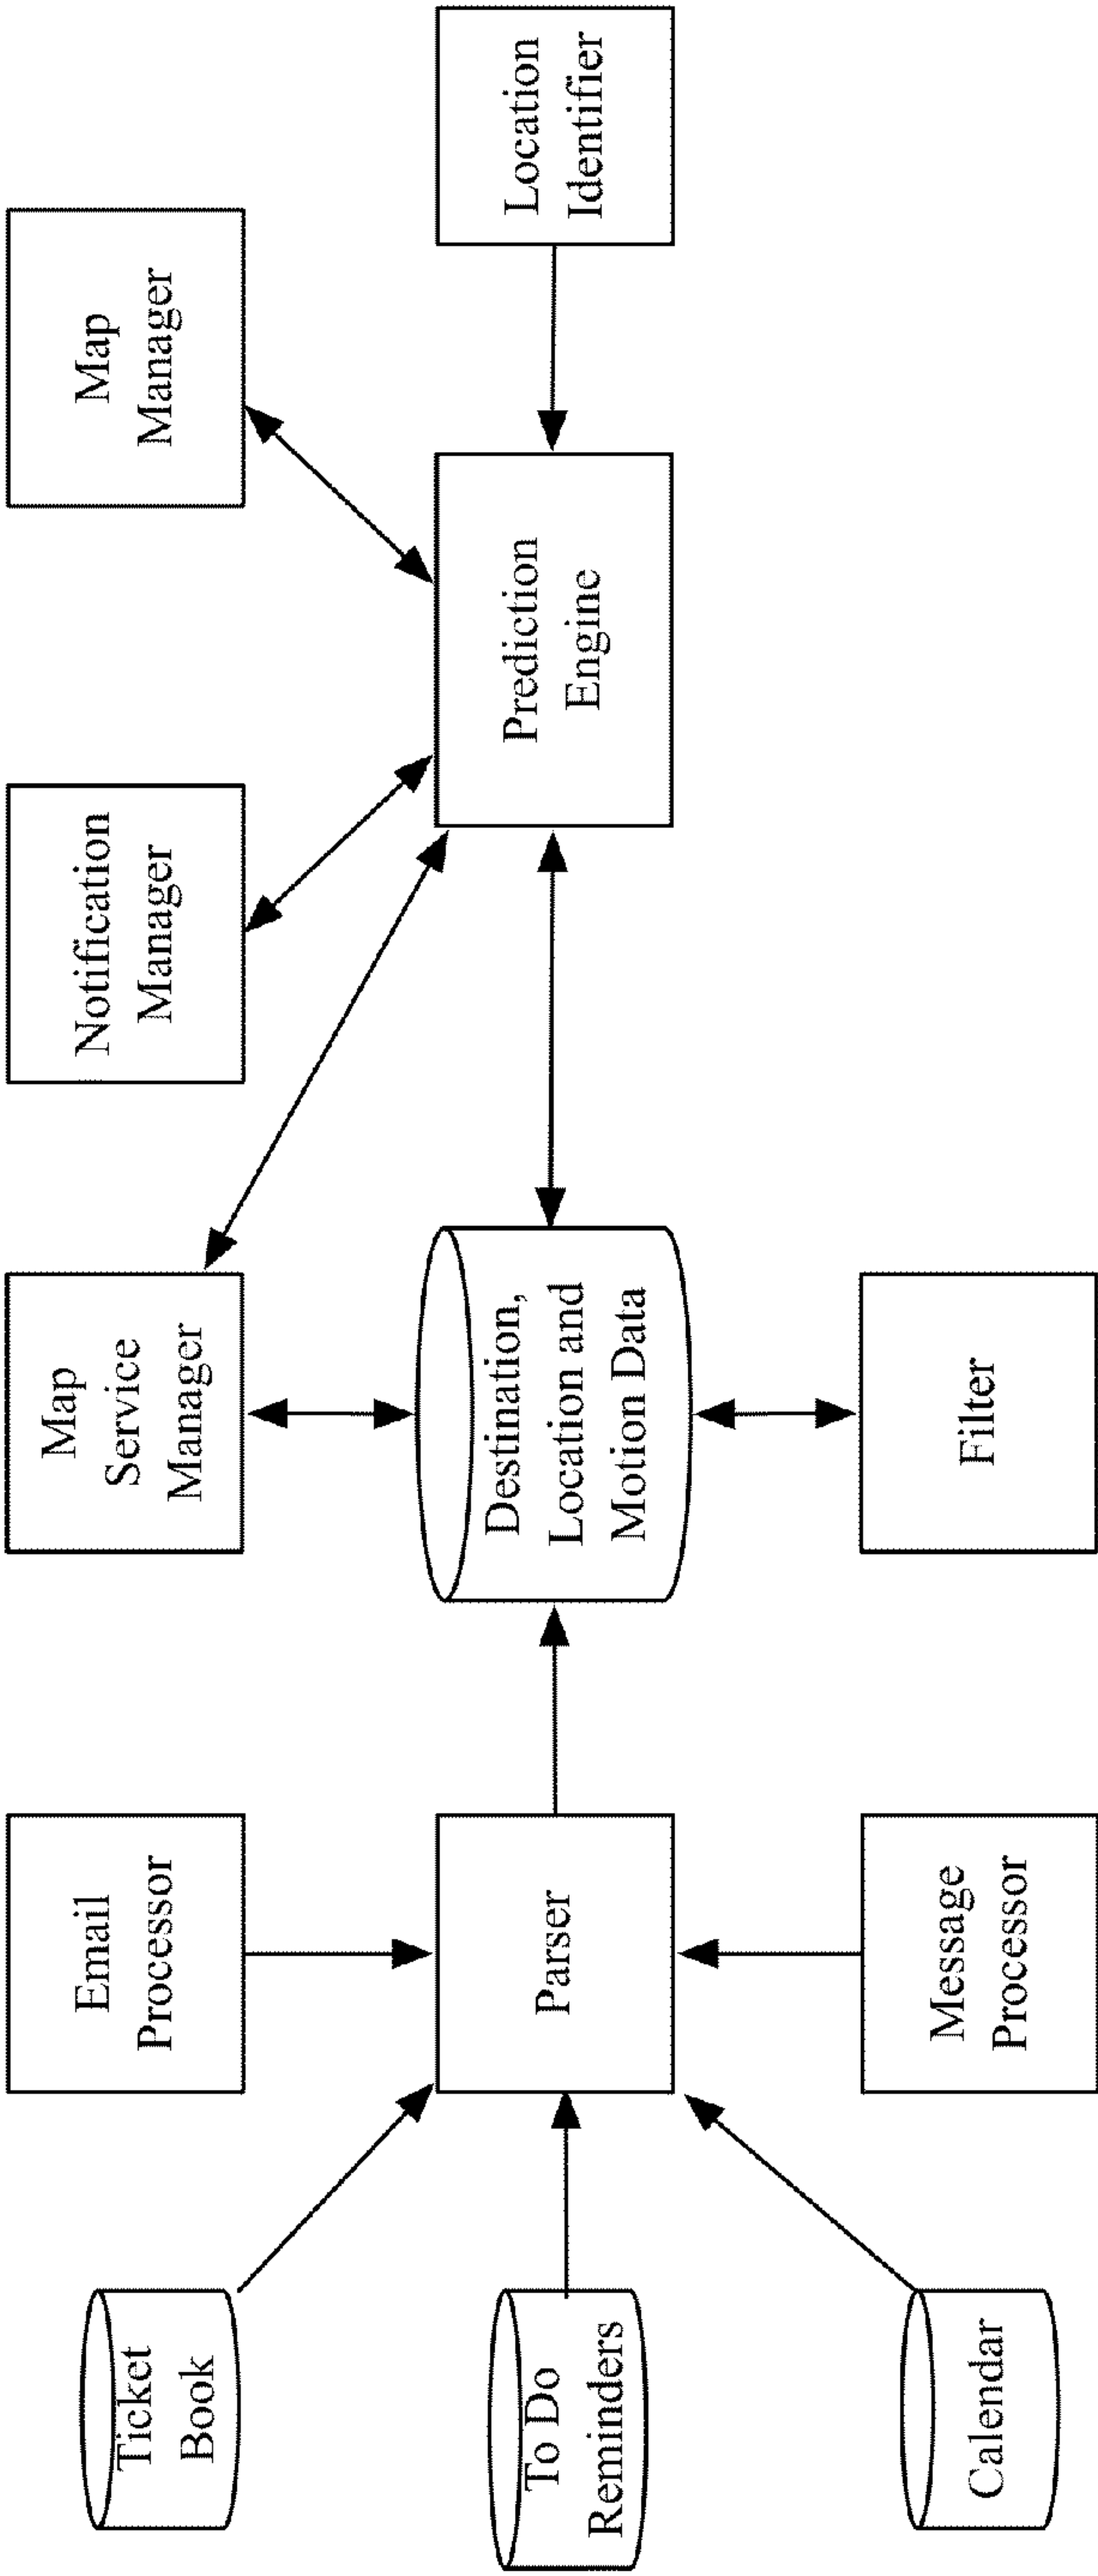 Ticket
Book
To Do
Reminders
Calendar
Email
Processor
Parser
Message
Processor
Map
Service
Manager
Destination,
Location and
Motion Data
Filter
Notification
Manager
Prediction
Engine
Map
Manager
Location
Identifier